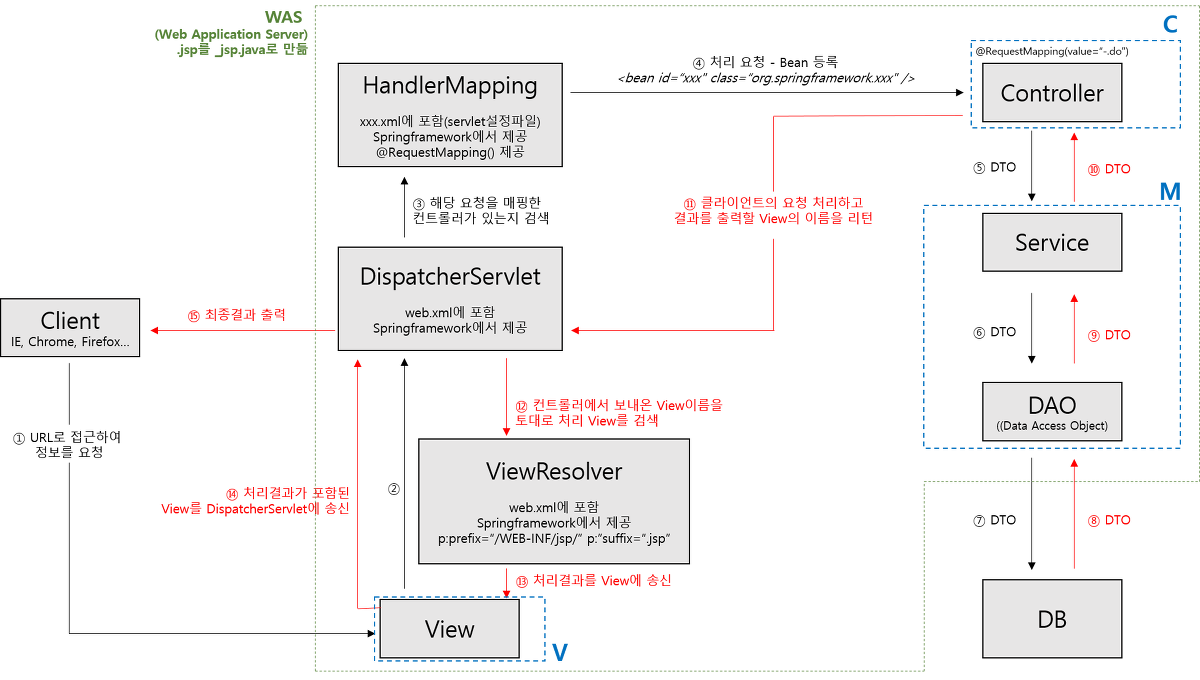 WAS
(Web Application Server)
.jsp를 _jsp.java로 만듦
C
@RequestMapping(value="-.do")
Controller
④ 처리 요청 - Bean 등록
<bean id="xxx" class="org.springframework.xxx" />
HandlerMapping
xxx.xml에 포함(servlet설정파일)
Springframework에서 제공
@RequestMapping() 제공
⑤ DTO
⑩ DTO
M
③ 해당 요청을 매핑한
컨트롤러가 있는지 검색
⑪ 클라이언트의 요청 처리하고
결과를 출력할 View의 이름을 리턴
Service
DispatcherServlet
web.xml에 포함
Springframework에서 제공
Client
IE, Chrome, Firefox...
⑮ 최종결과 출력
⑥ DTO
⑨ DTO
DAO
((Data Access Object)
⑫ 컨트롤러에서 보내온 View이름을
토대로 처리 View를 검색
① URL로 접근하여
정보를 요청
ViewResolver
web.xml에 포함
Springframework에서 제공
p:prefix="/WEB-INF/jsp/" p:"suffix=".jsp"
②
⑭ 처리결과가 포함된
View를 DispatcherServlet에 송신
⑦ DTO
⑧ DTO
⑬ 처리결과를 View에 송신
View
V
DB